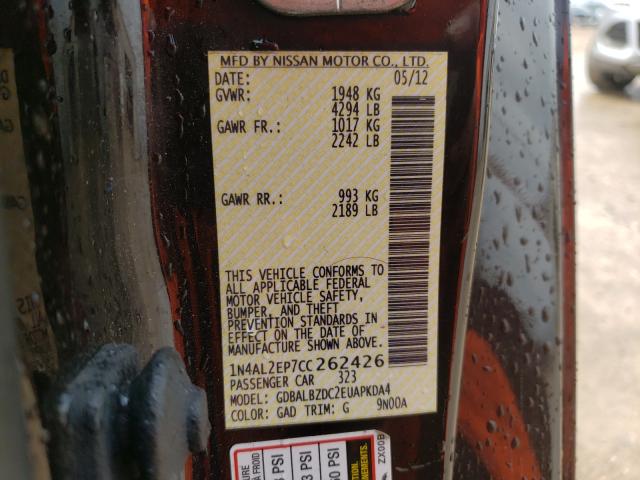 MFD BY NISSAN MOTOR CO., LTD.
DATE: 05/12
GVWR: 1948 KG
4294 LB
GAWR FR.: 1017 KG
2242 LB
GAWR RR.: 993 KG
2189 LB
THIS VEHICLE CONFORMS TO
ALL APPLICABLE FEDERAL
MOTOR VEHICLE SAFETY,
BUMPER, AND THEFT
PREVENTION STANDARDS IN
EFFECT ON THE DATE OF
MANUFACTURE SHOWN ABOVE.
1N4AL2EP7CC262426
PASSENGER CAR 323
MODEL: GDBALBZDC2EUAPKDA4
COLOR: GAD TRIM: G 9N00A
ZX00B
PSI
PSI
PSI